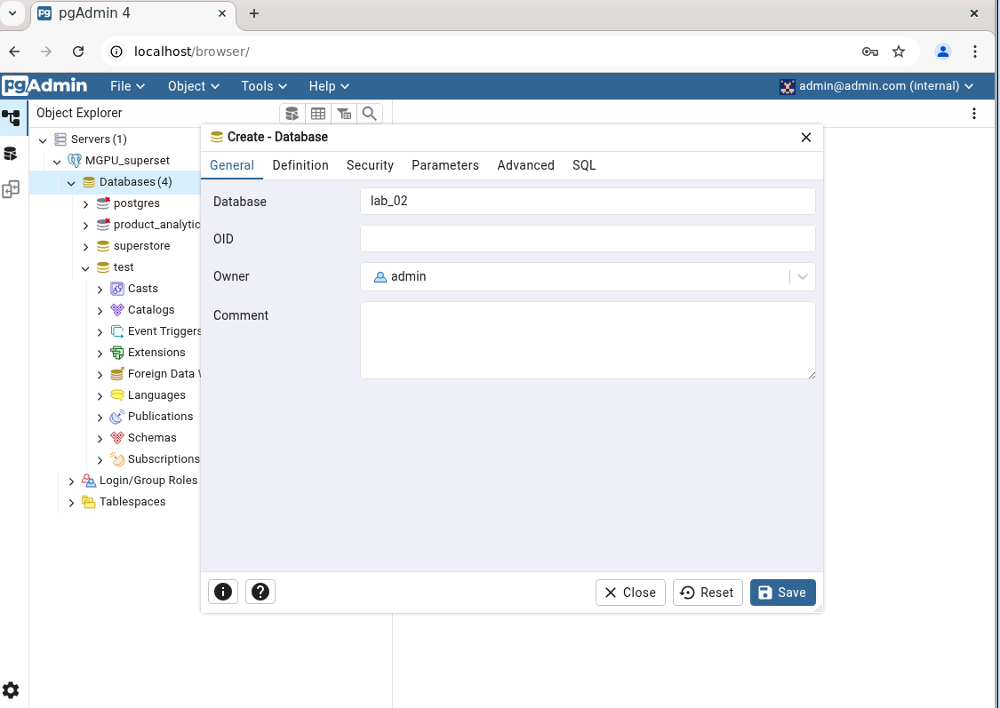 pgAdmin 4
localhost/browser/
pgAdmin File Object Tools Help admin@admin.com (internal)
Object Explorer
Servers (1)
MGPU_superset
Databases (4)
postgres
product_analytic
superstore
test
Casts
Catalogs
Event Triggers
Extensions
Foreign Data
Languages
Publications
Schemas
Subscriptions
Login/Group Roles
Tablespaces
Create - Database
General Definition Security Parameters Advanced SQL
Database lab_02
OID
Owner admin
Comment
Close Reset Save